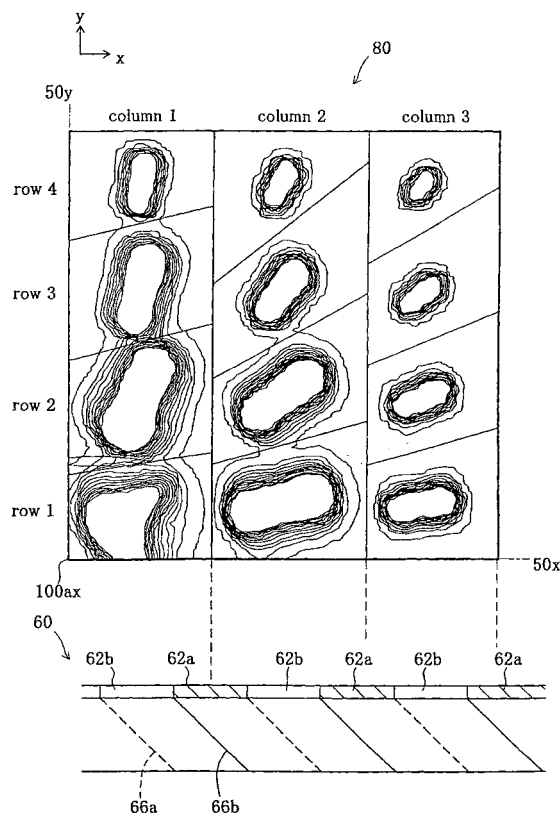 y
x
80
50y
column 1
column 2
column 3
row 4
row 3
row 2
row 1
100ax
50x
60
62b
62a
62b
62a
62b
62a
66a
66b